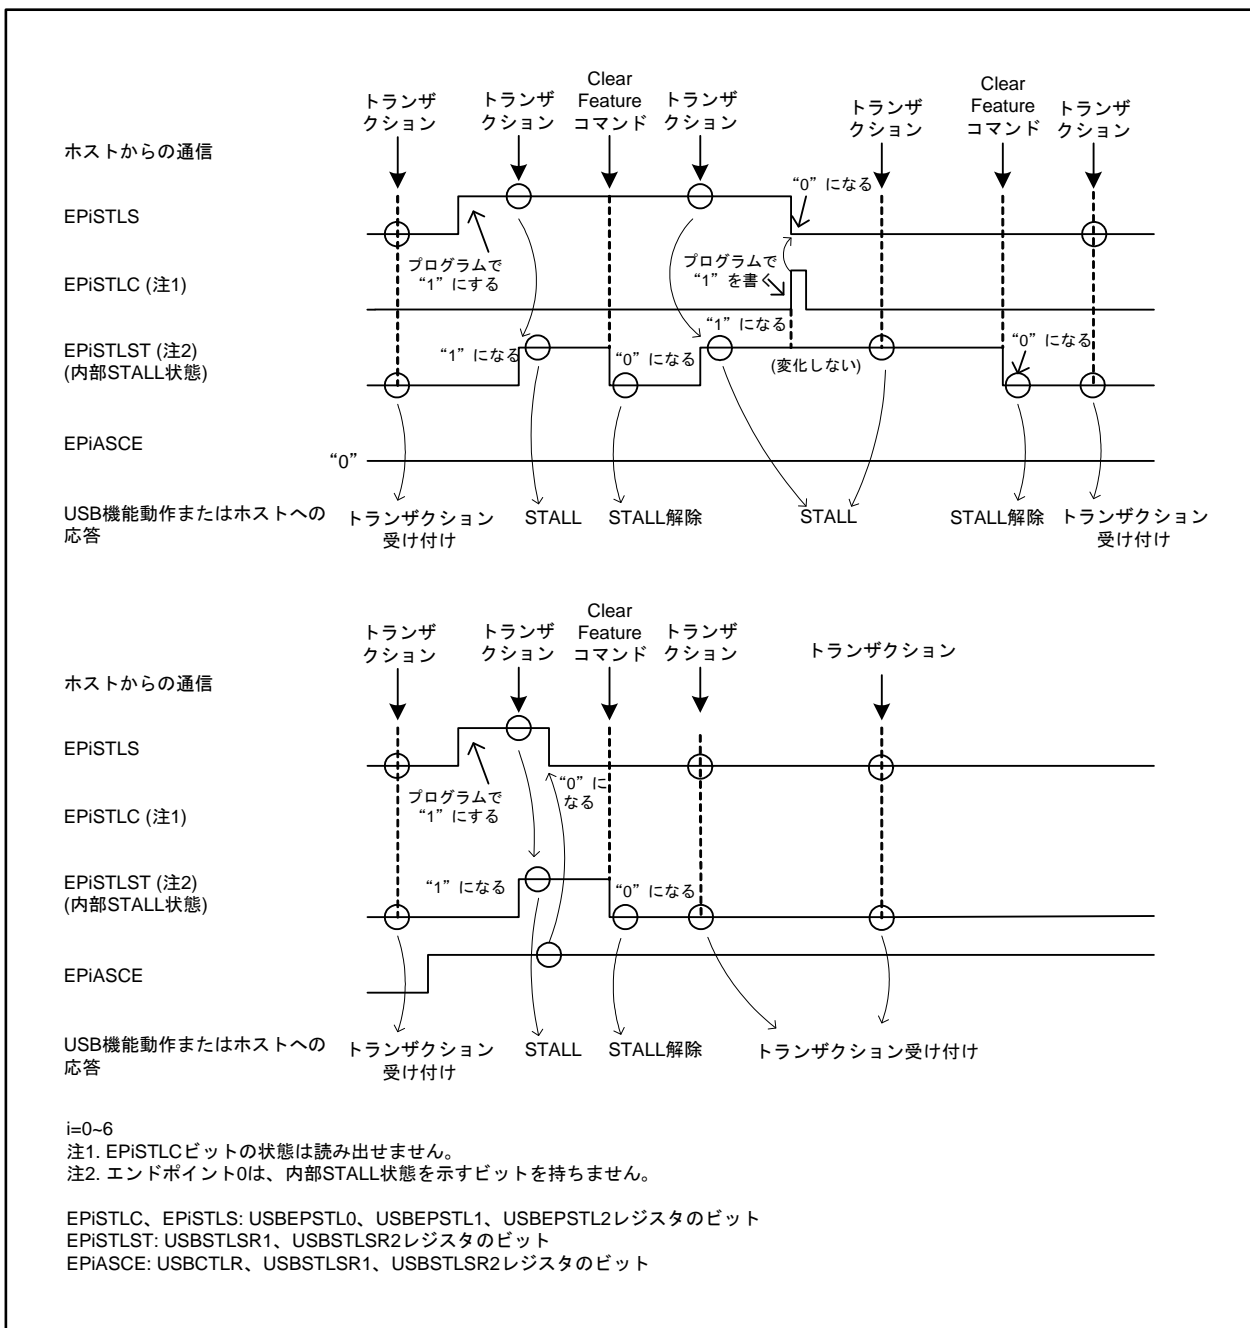 Clear
Feature
コマンド
トランザ
クション
トランザ
クション
トランザ
クション
トランザ
クション
Clear
Feature
コマンド
トランザ
クション
ホストからの通信
“0” になる
EPiSTLS
プログラムで
“1” にする
プログラムで
“1” を書く
EPiSTLC (注1)
“1” になる
EPiSTLST (注2)
(内部STALL状態)
“1” になる
“0” になる
(変化しない)
“0” になる
EPiASCE
“0”
USB機能動作またはホストへの
応答
トランザクション
受け付け
STALL
STALL解除
STALL
STALL解除
トランザクション
受け付け
Clear
Feature
コマンド
トランザ
クション
トランザ
クション
トランザ
クション
トランザクション
ホストからの通信
EPiSTLS
プログラムで
“1” にする
“0” に
なる
EPiSTLC (注1)
EPiSTLST (注2)
(内部STALL状態)
“1” になる
“0” になる
EPiASCE
USB機能動作またはホストへの
応答
トランザクション
受け付け
STALL
STALL解除
トランザクション受け付け
i=0~6
注1. EPiSTLCビットの状態は読み出せません。
注2. エンドポイント0は、内部STALL状態を示すビットを持ちません。
EPiSTLC、EPiSTLS: USBEPSTL0、USBEPSTL1、USBEPSTL2レジスタのビット
EPiSTLST: USBSTLSR1、USBSTLSR2レジスタのビット
EPiASCE: USBCTLR、USBSTLSR1、USBSTLSR2レジスタのビット